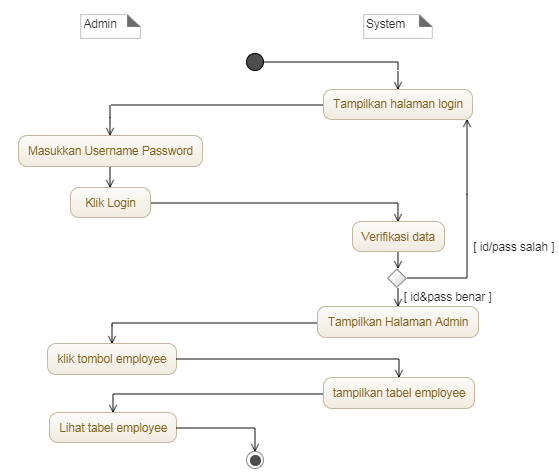 Admin
System
Tampilkan halaman login
Masukkan Username Password
Klik Login
Verifikasi data
[ id/pass salah ]
[ id&pass benar ]
Tampilkan Halaman Admin
klik tombol employee
tampilkan tabel employee
Lihat tabel employee